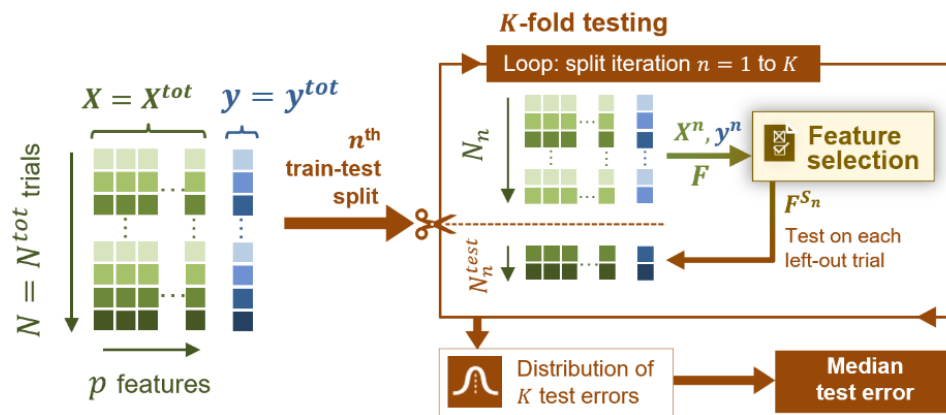 K-fold testing
Loop: split iteration n = 1 to K
X = X^{tot}
y = y^{tot}
N = N^{tot} trials
p features
n^{th}
train-test
split
N_n
X^n, y^n
F
Feature
selection
F^{S_n}
Test on each
left-out trial
N_n^{test}
Distribution of
K test errors
Median
test error